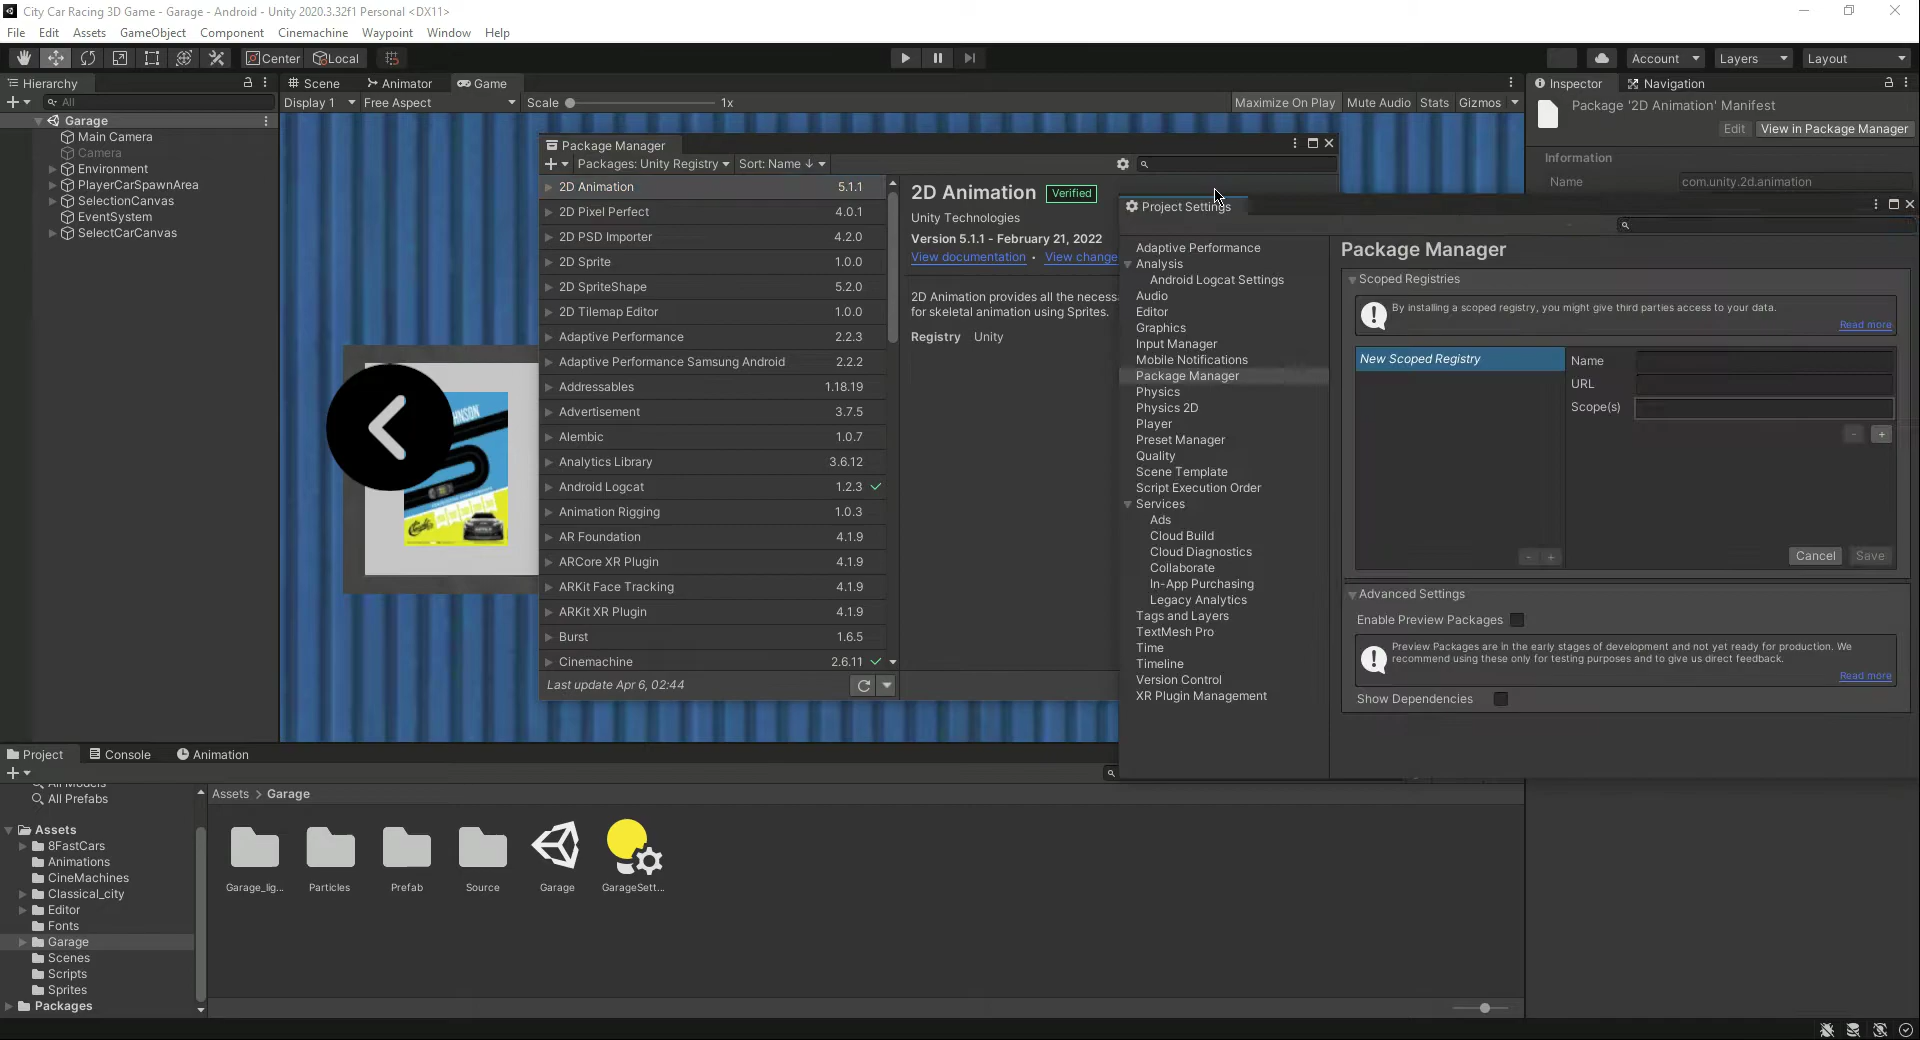 City Car Racing 3D Game - Garage - Android - Unity 2020.3.32f1 Personal <DX11>
File Edit Assets GameObject Component Cinemachine Waypoint Window Help
Center Local Account Layers Layout
Hierarchy
All
Garage
Main Camera
Camera
Environment
PlayerCarSpawnArea
SelectionCanvas
EventSystem
SelectCarCanvas
Scene Animator Game
Display 1 Free Aspect Scale 1x Maximize On Play Mute Audio Stats Gizmos
Package Manager
Packages: Unity Registry Sort: Name ↓
2D Animation 5.1.1
2D Pixel Perfect 4.0.1
2D PSD Importer 4.2.0
2D Sprite 1.0.0
2D SpriteShape 5.2.0
2D Tilemap Editor 1.0.0
Adaptive Performance 2.2.3
Adaptive Performance Samsung Android 2.2.2
Addressables 1.18.19
Advertisement 3.7.5
Alembic 1.0.7
Analytics Library 3.6.12
Android Logcat 1.2.3
Animation Rigging 1.0.3
AR Foundation 4.1.9
ARCore XR Plugin 4.1.9
ARKit Face Tracking 4.1.9
ARKit XR Plugin 4.1.9
Burst 1.6.5
Cinemachine 2.6.11
Last update Apr 6, 02:44
2D Animation Verified
Unity Technologies
Version 5.1.1 - February 21, 2022
View documentation • View change
2D Animation provides all the necess
for skeletal animation using Sprites.
Registry Unity
Project Settings
Adaptive Performance
Analysis
Android Logcat Settings
Audio
Editor
Graphics
Input Manager
Mobile Notifications
Package Manager
Physics
Physics 2D
Player
Preset Manager
Quality
Scene Template
Script Execution Order
Services
Ads
Cloud Build
Cloud Diagnostics
Collaborate
In-App Purchasing
Legacy Analytics
Tags and Layers
TextMesh Pro
Time
Timeline
Version Control
XR Plugin Management
Package Manager
Scoped Registries
By installing a scoped registry, you might give third parties access to your data.
Read more
New Scoped Registry
Name
URL
Scope(s)
Cancel Save
Advanced Settings
Enable Preview Packages
Preview Packages are in the early stages of development and not yet ready for production. We
recommend using these only for testing purposes and to give us direct feedback.
Read more
Show Dependencies
Inspector Navigation
Package '2D Animation' Manifest
Edit View in Package Manager
Information
Name com.unity.2d.animation
Project Console Animation
All Models
All Prefabs
Assets
8FastCars
Animations
CineMachines
Classical_city
Editor
Fonts
Garage
Scenes
Scripts
Sprites
Packages
Assets > Garage
Garage_lig... Particles Prefab Source Garage GarageSett...